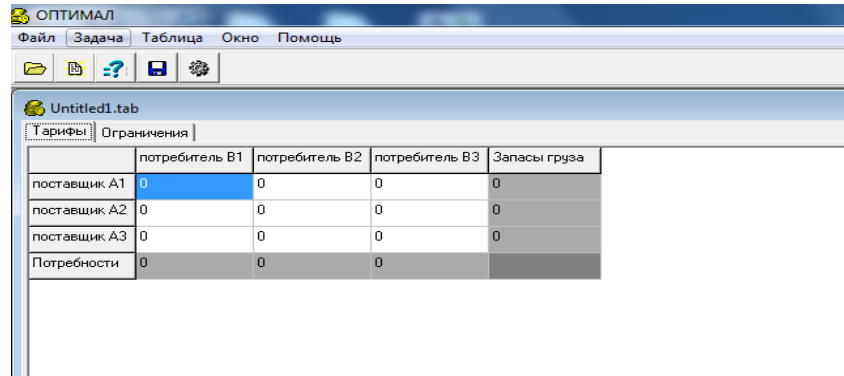 ОПТИМАЛ
Файл Задача Таблица Окно Помощь
Untitled1.tab
Тарифы Ограничения
потребитель В1 потребитель В2 потребитель В3 Запасы груза
поставщик А1 0 0 0 0
поставщик А2 0 0 0 0
поставщик А3 0 0 0 0
Потребности 0 0 0